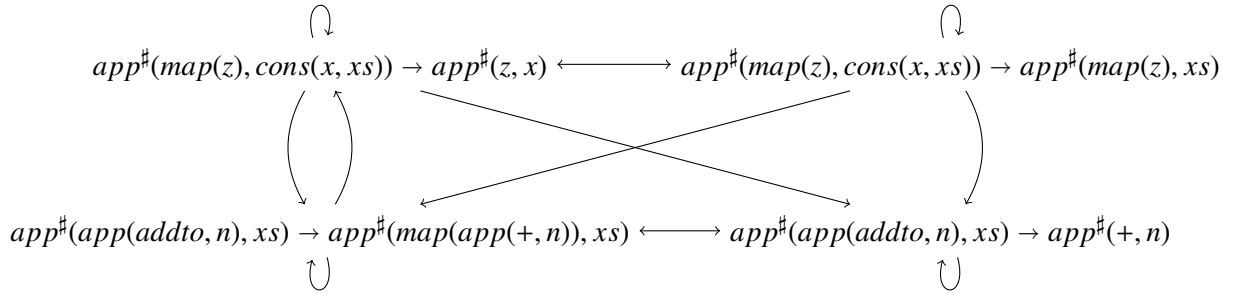 app♯(map(z), cons(x, xs)) → app♯(z, x) app♯(map(z), cons(x, xs)) → app♯(map(z), xs)
app♯(app(addto, n), xs) → app♯(map(app(+, n)), xs) app♯(app(addto, n), xs) → app♯(+, n)